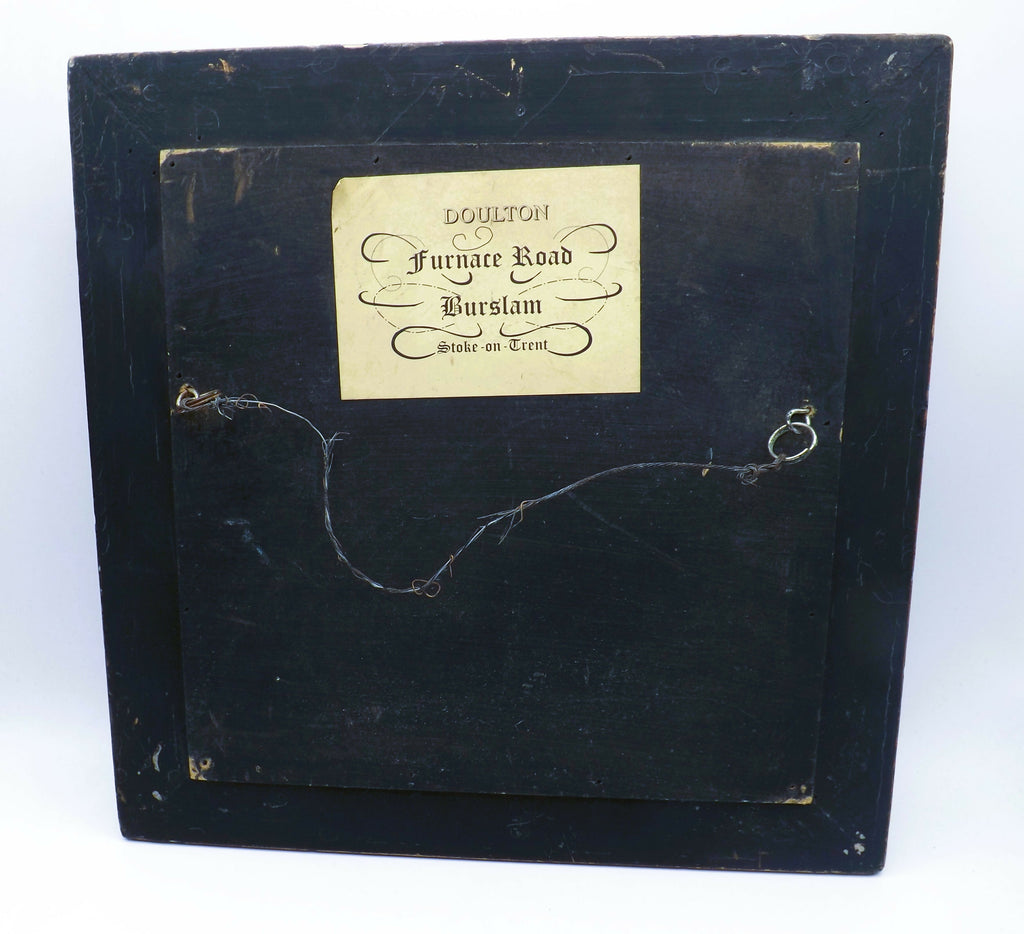 DOULTON
Furnace Road
Burslam
Stoke-on-Trent